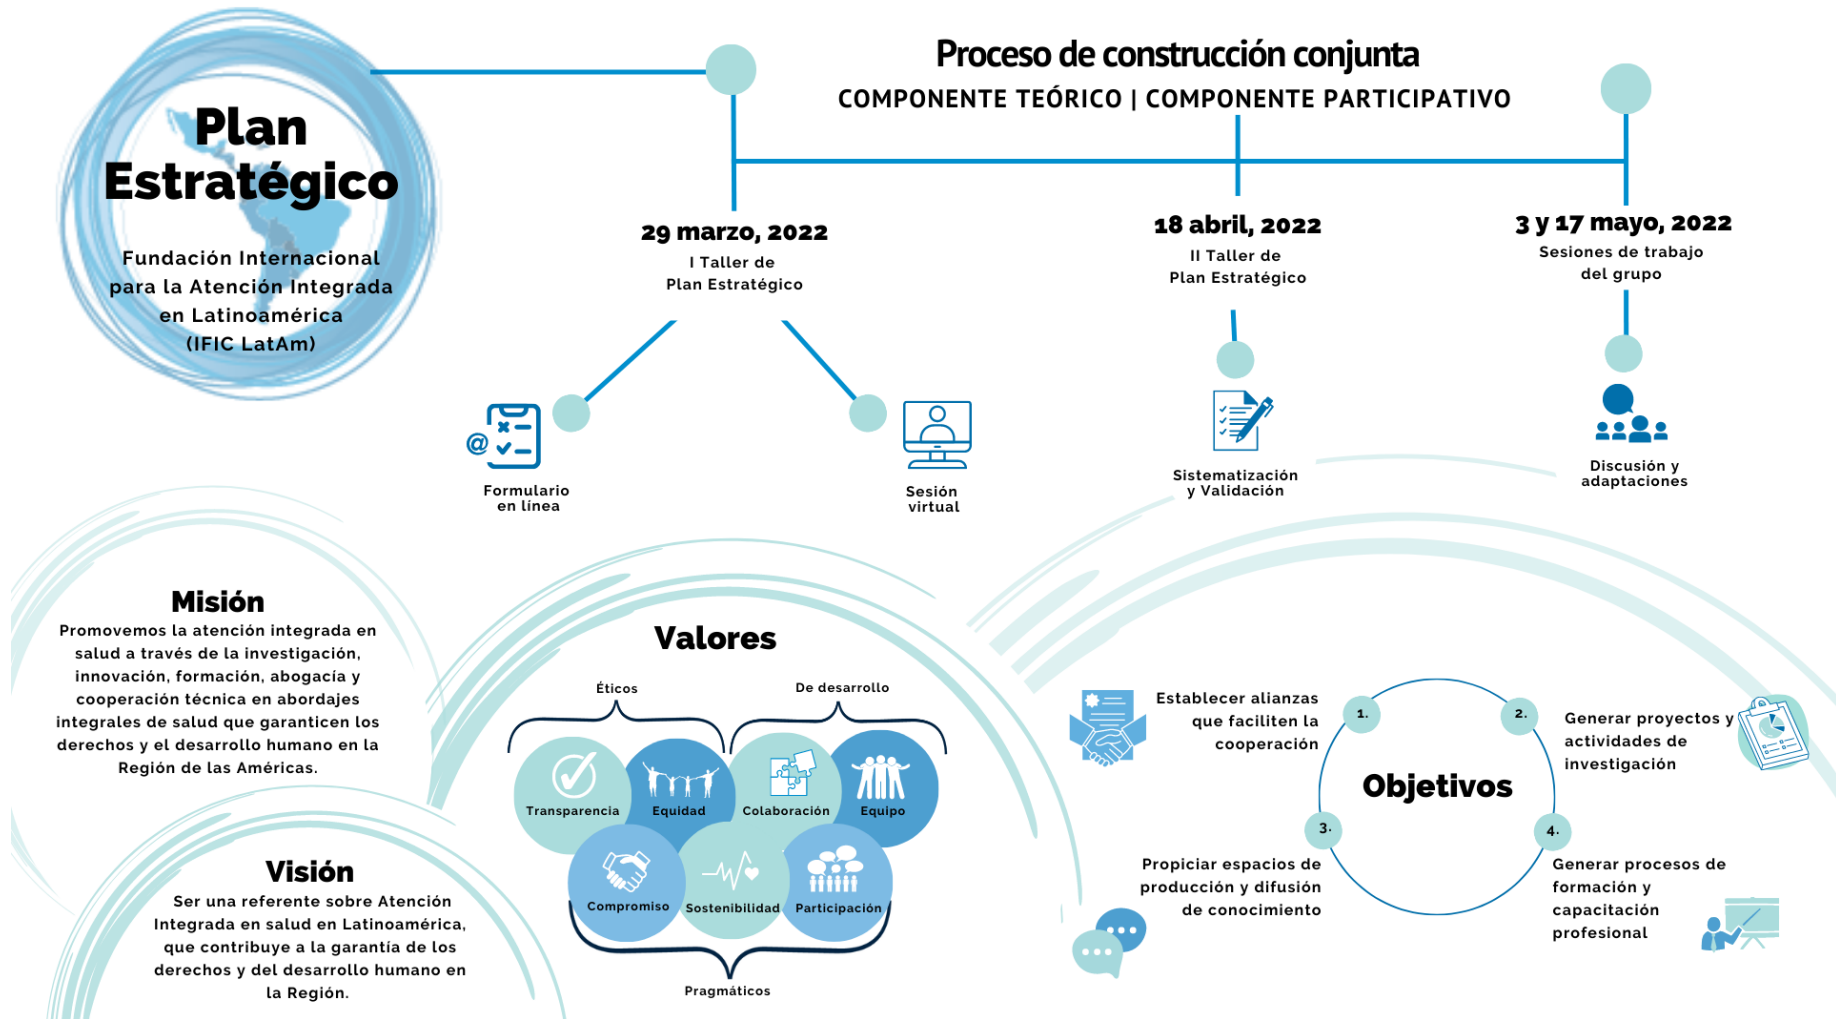 Plan
Estratégico
Fundación Internacional
para la Atención Integrada
en Latinoamérica
(IFIC LatAm)
Proceso de construcción conjunta
COMPONENTE TEÓRICO | COMPONENTE PARTICIPATIVO
29 marzo, 2022
I Taller de
Plan Estratégico
18 abril, 2022
II Taller de
Plan Estratégico
3 y 17 mayo, 2022
Sesiones de trabajo
del grupo
@
Formulario
en línea
Sesión
virtual
Sistematización
y Validación
Discusión y
adaptaciones
Misión
Promovemos la atención integrada en
salud a través de la investigación,
innovación, formación, abogacía y
cooperación técnica en abordajes
integrales de salud que garanticen los
derechos y el desarrollo humano en la
Región de las Américas.
Visión
Ser una referente sobre Atención
Integrada en salud en Latinoamérica,
que contribuye a la garantía de los
derechos y del desarrollo humano en
la Región.
Valores
Éticos
De desarrollo
Transparencia
Equidad
Colaboración
Equipo
Compromiso
Sostenibilidad
Participación
Pragmáticos
Objetivos
1.
Establecer alianzas
que faciliten la
cooperación
2.
Generar proyectos y
actividades de
investigación
3.
Propiciar espacios de
producción y difusión
de conocimiento
4.
Generar procesos de
formación y
capacitación
profesional